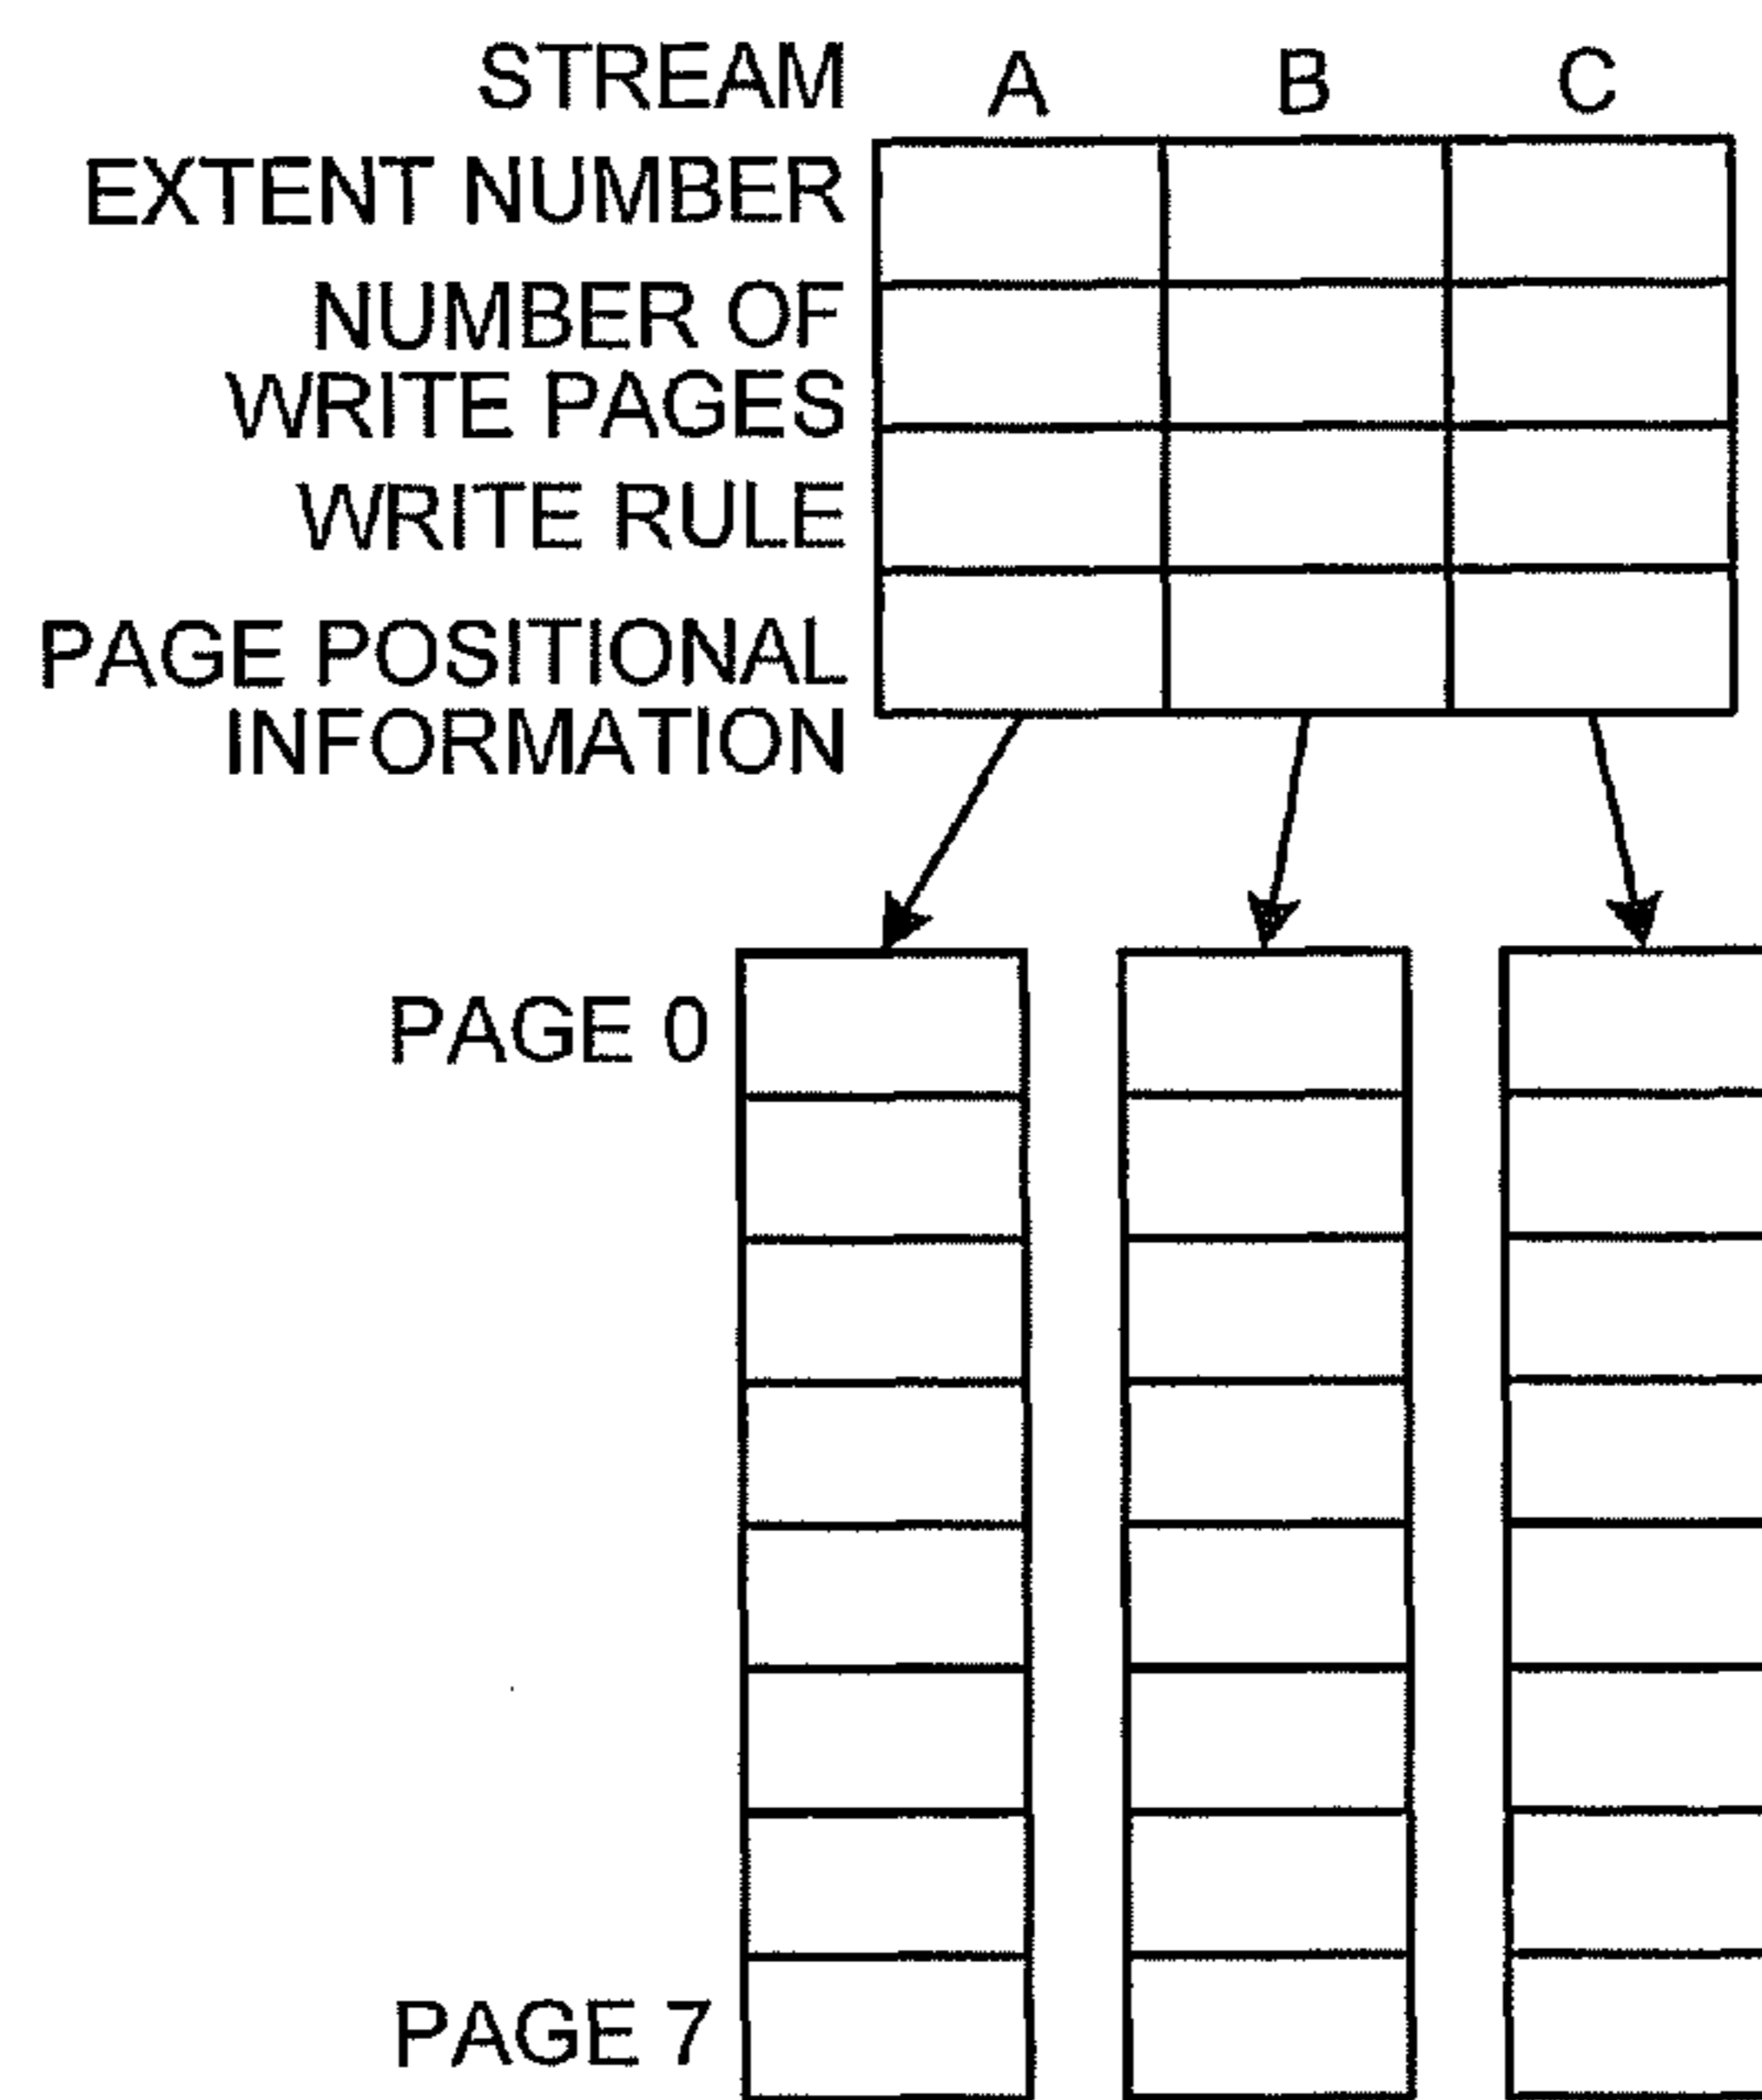 STREAM A B C
EXTENT NUMBER
NUMBER OF
WRITE PAGES
WRITE RULE
PAGE POSITIONAL
INFORMATION
PAGE 0
PAGE 7